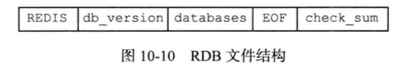 REDIS db_version databases EOF check_sum
图 10-10 RDB 文件结构